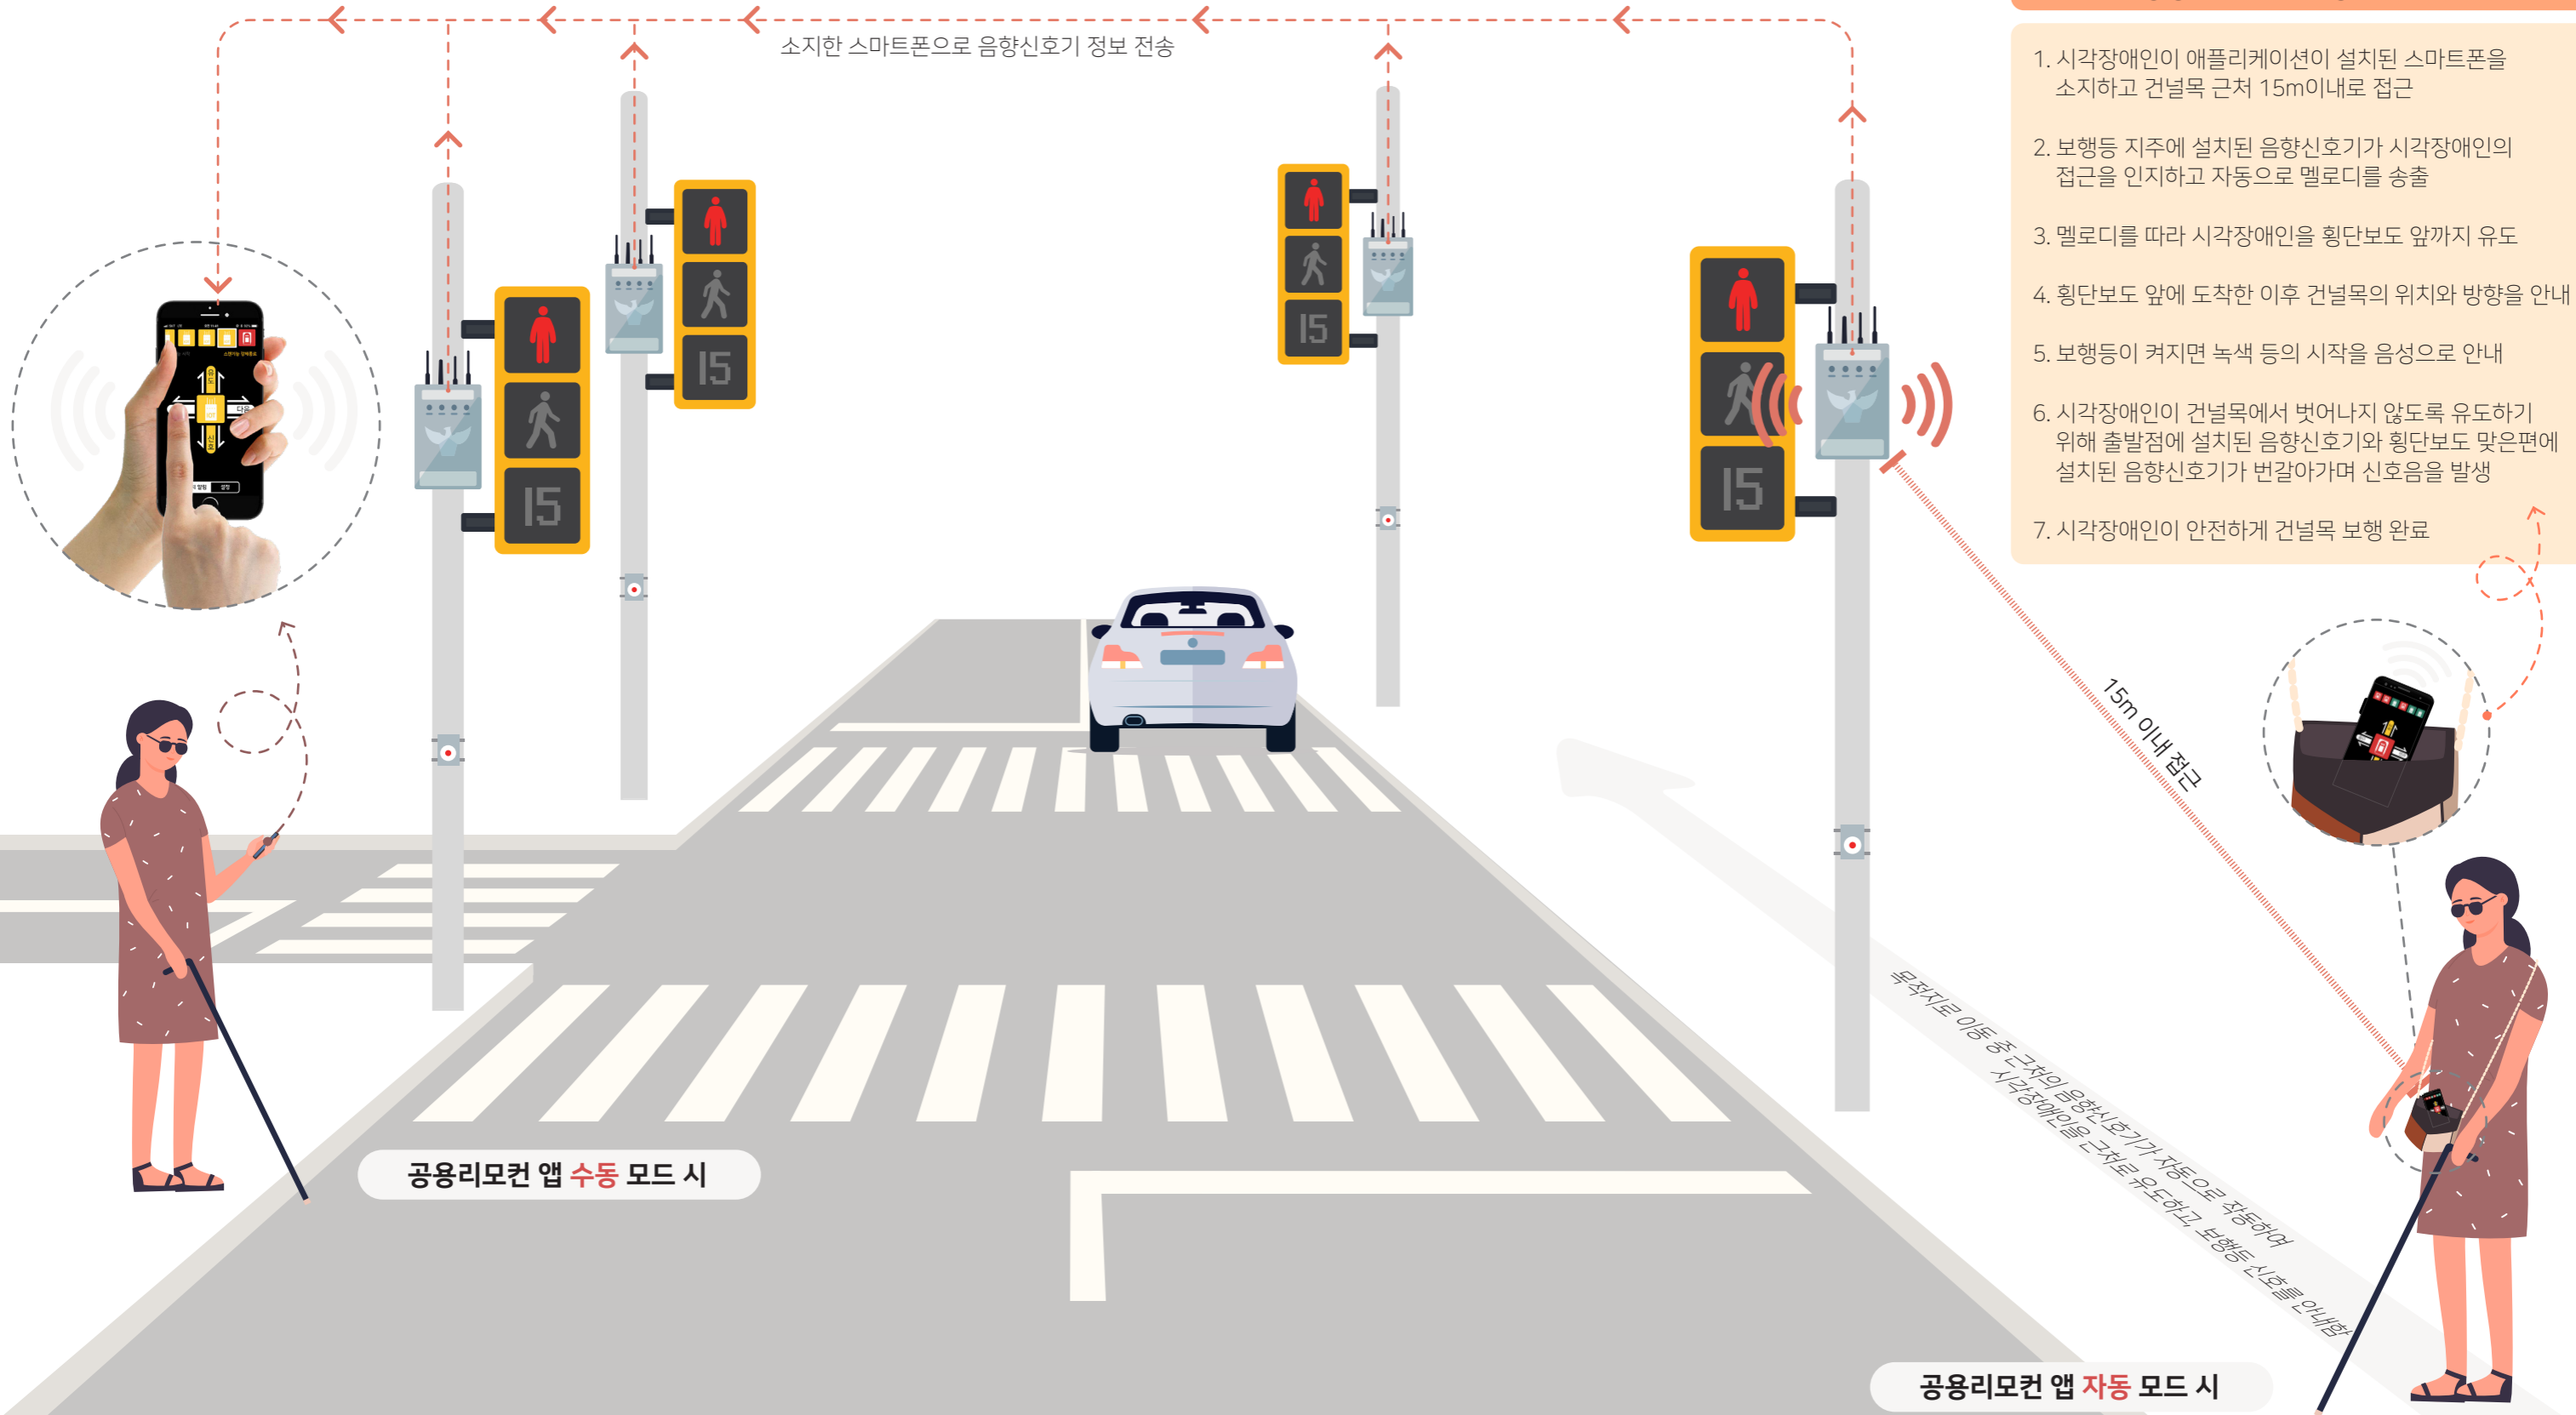 소지한 스마트폰으로 음향신호기 정보 전송
1. 시각장애인이 애플리케이션이 설치된 스마트폰을
소지하고 건널목 근처 15m이내로 접근
2. 보행등 지주에 설치된 음향신호기가 시각장애인의
접근을 인지하고 자동으로 멜로디를 송출
3. 멜로디를 따라 시각장애인을 횡단보도 앞까지 유도
4. 횡단보도 앞에 도착한 이후 건널목의 위치와 방향을 안내
5. 보행등이 켜지면 녹색 등의 시작을 음성으로 안내
6. 시각장애인이 건널목에서 벗어나지 않도록 유도하기
위해 출발점에 설치된 음향신호기와 횡단보도 맞은편에
설치된 음향신호기가 번갈아가며 신호음을 발생
7. 시각장애인이 안전하게 건널목 보행 완료
15
15
15
15
다음
설정
15m 이내 접근
목적지로 이동 중 근처의 음향신호기가 자동으로 작동하여
시각장애인을 근처로 유도하고, 보행등 신호를 안내함
공용리모컨 앱 수동 모드 시
공용리모컨 앱 자동 모드 시